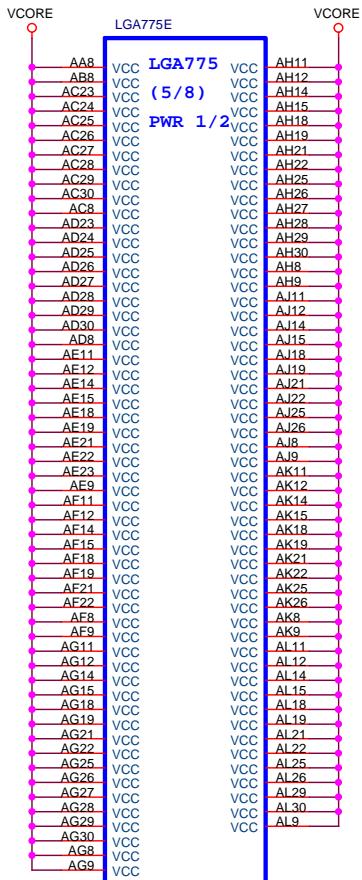 VCORE VCORE
LGA775E
AA8 VCC LGA775 VCC AH11
AB8 VCC VCC AH12
AC23 VCC (5/8) VCC AH14
AC24 VCC VCC AH15
AC25 VCC PWR 1/2 VCC AH18
AC26 VCC VCC AH19
AC27 VCC VCC AH21
AC28 VCC VCC AH22
AC29 VCC VCC AH25
AC30 VCC VCC AH26
AC8 VCC VCC AH27
AD23 VCC VCC AH28
AD24 VCC VCC AH29
AD25 VCC VCC AH30
AD26 VCC VCC AH8
AD27 VCC VCC AH9
AD28 VCC VCC AJ11
AD29 VCC VCC AJ12
AD30 VCC VCC AJ14
AD8 VCC VCC AJ15
AE11 VCC VCC AJ18
AE12 VCC VCC AJ19
AE14 VCC VCC AJ21
AE15 VCC VCC AJ22
AE18 VCC VCC AJ25
AE19 VCC VCC AJ26
AE21 VCC VCC AJ8
AE22 VCC VCC AJ9
AE23 VCC VCC AK11
AE9 VCC VCC AK12
AF11 VCC VCC AK14
AF12 VCC VCC AK15
AF14 VCC VCC AK18
AF15 VCC VCC AK19
AF18 VCC VCC AK21
AF19 VCC VCC AK22
AF21 VCC VCC AK25
AF22 VCC VCC AK26
AF8 VCC VCC AK8
AF9 VCC VCC AK9
AG11 VCC VCC AL11
AG12 VCC VCC AL12
AG14 VCC VCC AL14
AG15 VCC VCC AL15
AG18 VCC VCC AL18
AG19 VCC VCC AL19
AG21 VCC VCC AL21
AG22 VCC VCC AL22
AG25 VCC VCC AL25
AG26 VCC VCC AL26
AG27 VCC VCC AL29
AG28 VCC VCC AL30
AG29 VCC VCC AL9
AG30 VCC
AG8 VCC
AG9 VCC